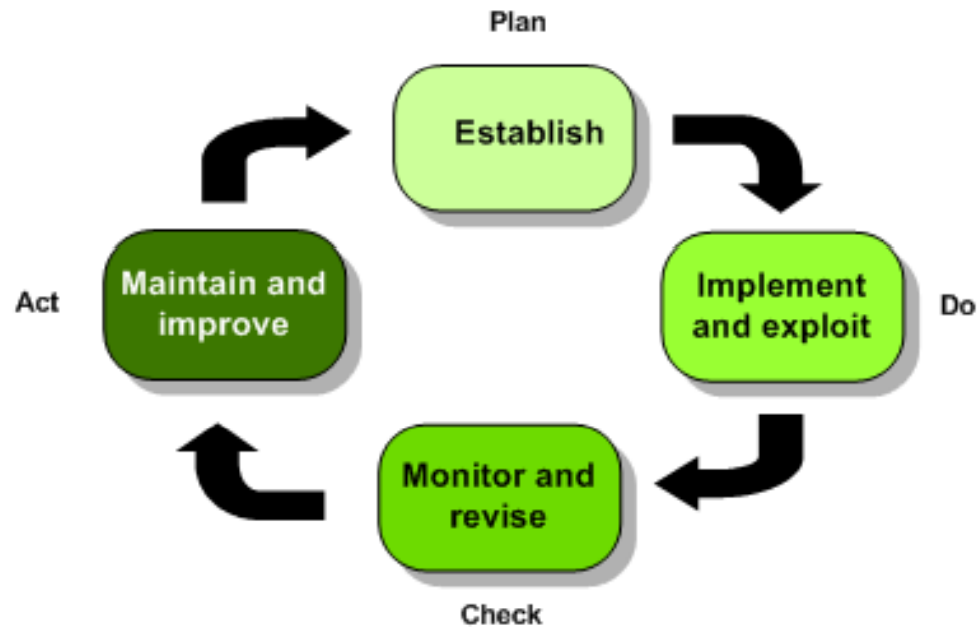 Plan
Establish
Maintain and
improve
Act
Implement
and exploit
Do
Monitor and
revise
Check